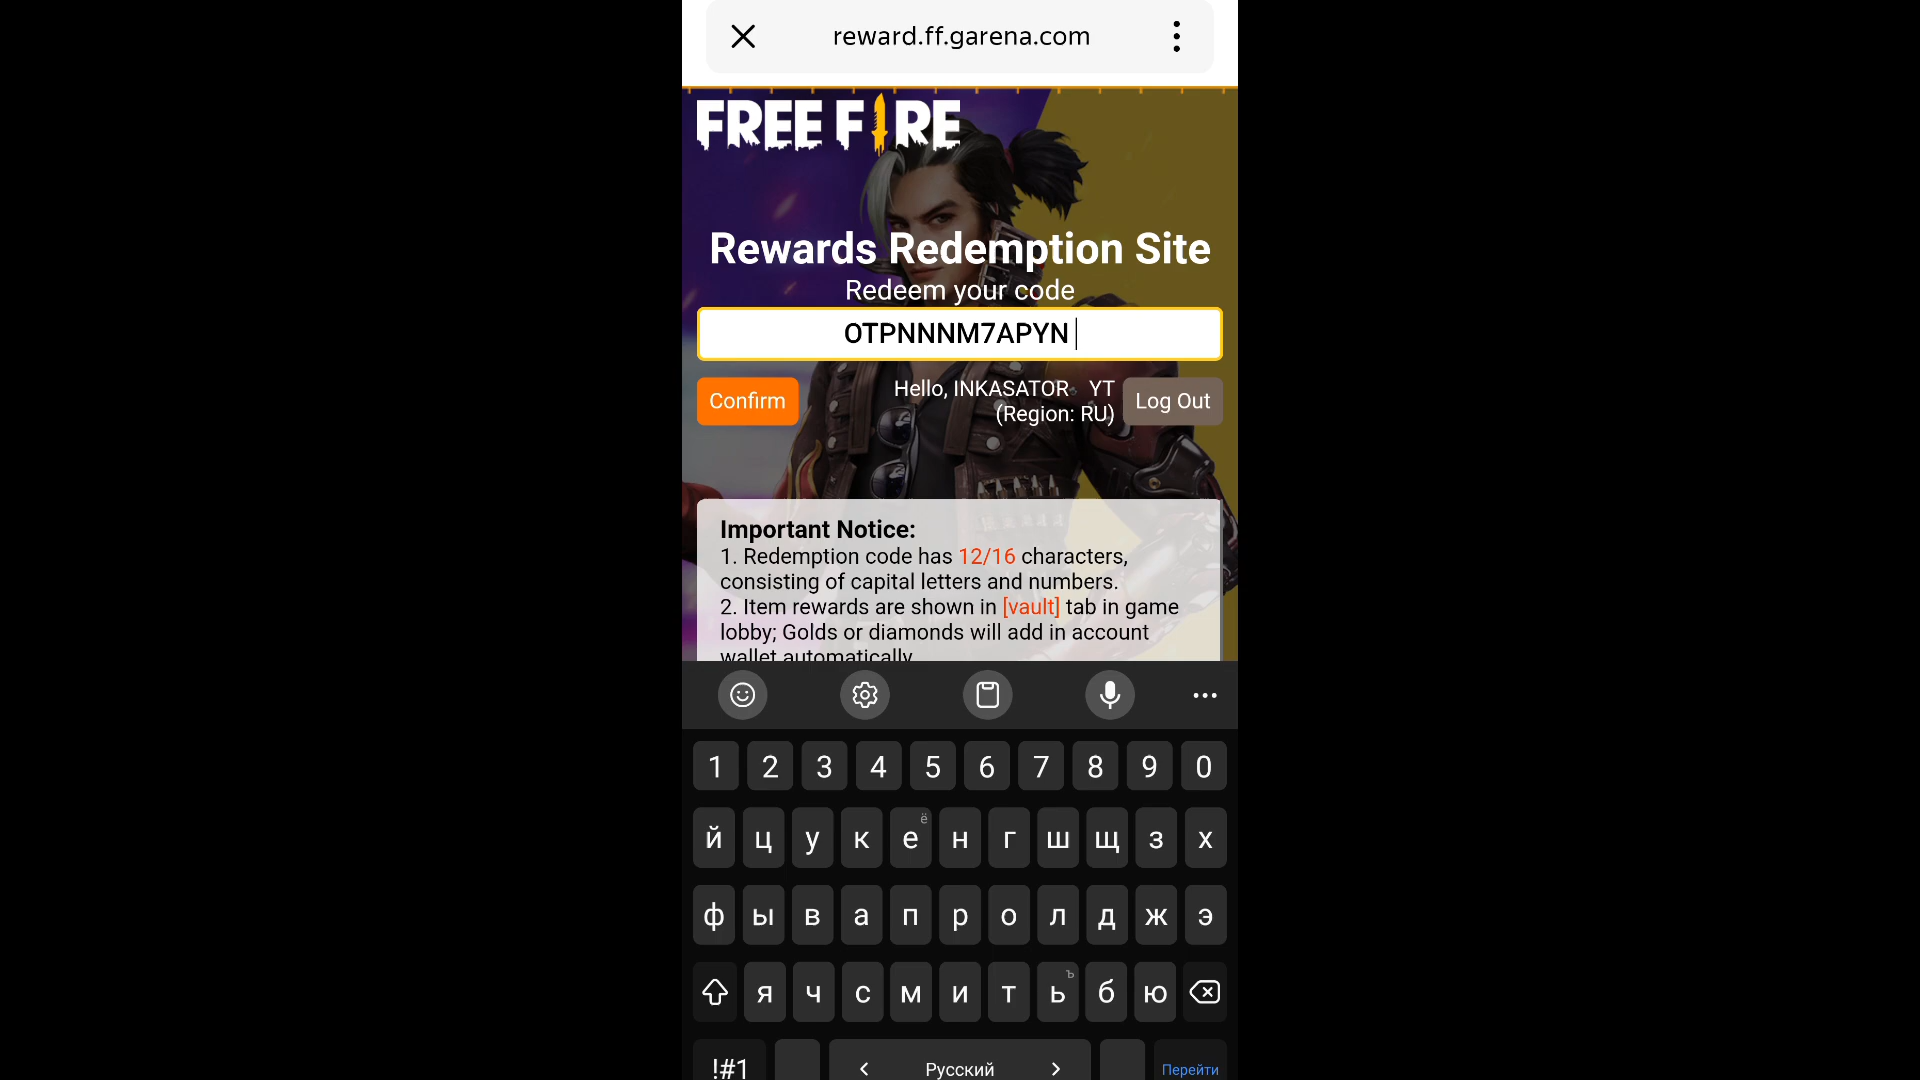 reward.ff.garena.com
FREE FIRE
Rewards Redemption Site
Redeem your code
OTPNNNM7APYN
Confirm
Hello, INKASATOR YT
(Region: RU)
Log Out
Important Notice:
1. Redemption code has 12/16 characters,
consisting of capital letters and numbers.
2. Item rewards are shown in [vault] tab in game
lobby; Golds or diamonds will add in account
wallet automatically.
1 2 3 4 5 6 7 8 9 0
й ц у к е ё н г ш щ з х
ф ы в а п р о л д ж э
я ч с м и т ь ъ б ю
!#1
< Русский >
Перейти